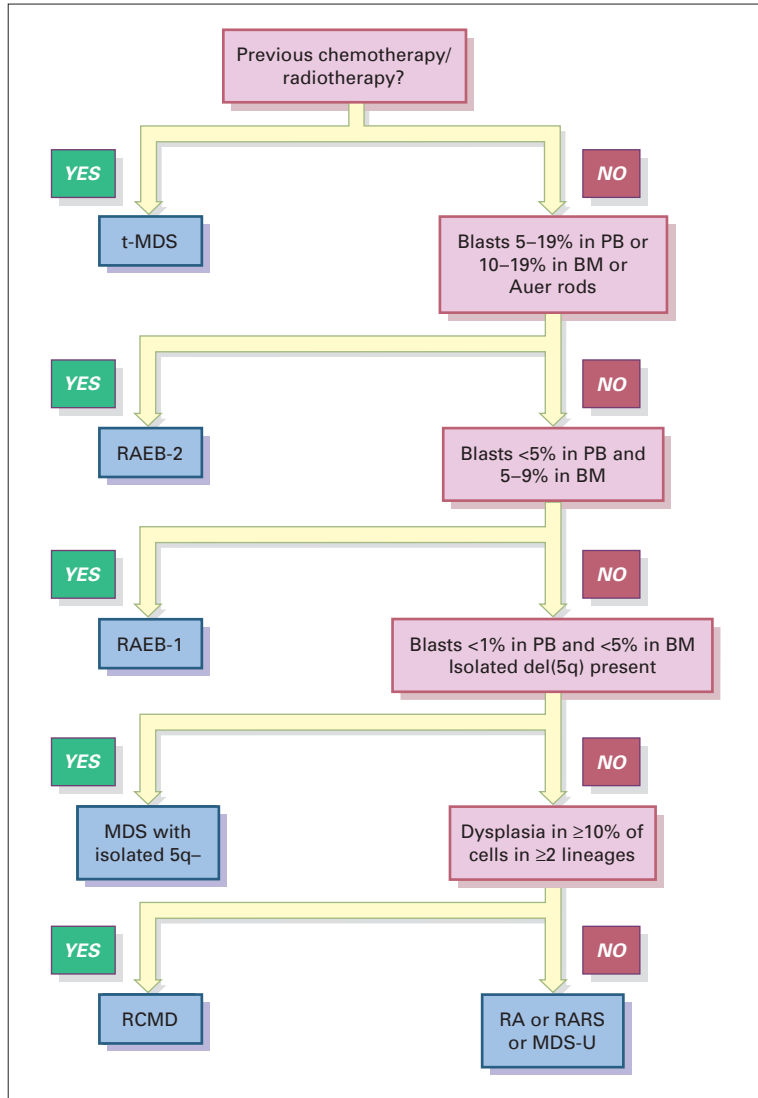 Previous chemotherapy/
radiotherapy?
YES
NO
t-MDS
Blasts 5–19% in PB or
10–19% in BM or
Auer rods
YES
NO
RAEB-2
Blasts <5% in PB and
5–9% in BM
YES
NO
RAEB-1
Blasts <1% in PB and <5% in BM
Isolated del(5q) present
YES
NO
MDS with
isolated 5q–
Dysplasia in ≥10% of
cells in ≥2 lineages
YES
NO
RCMD
RA or RARS
or MDS-U